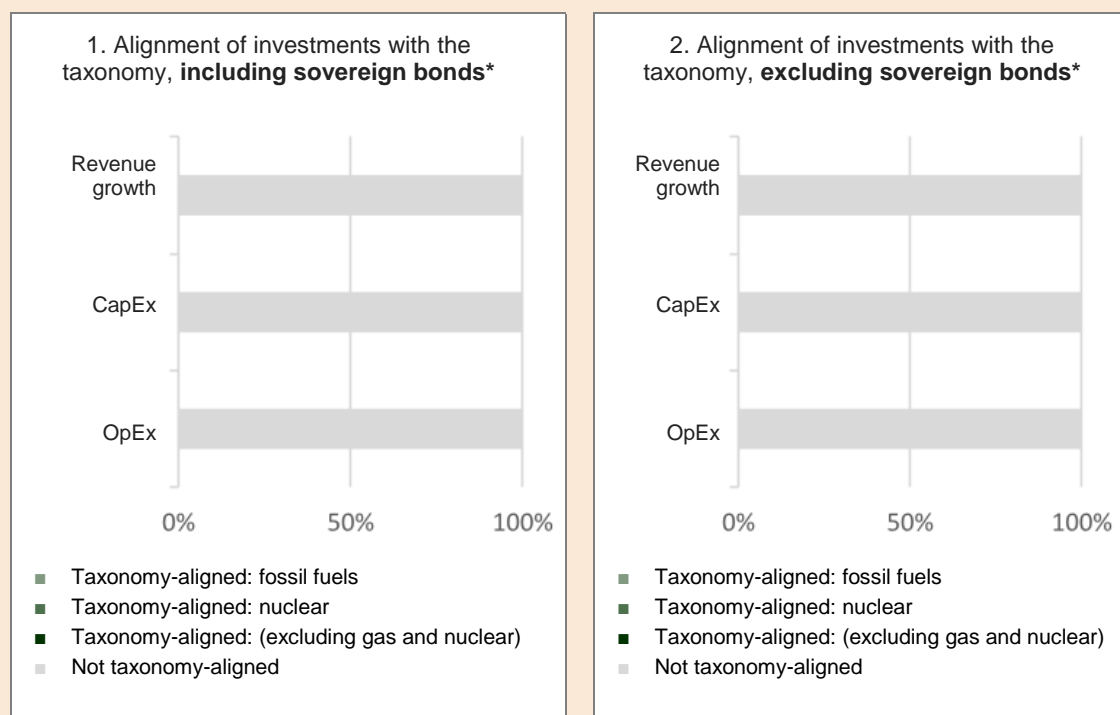 1. Alignment of investments with the
taxonomy, including sovereign bonds*
Revenue
growth
CapEx
OpEx
0% 50% 100%
■ Taxonomy-aligned: fossil fuels
■ Taxonomy-aligned: nuclear
■ Taxonomy-aligned: (excluding gas and nuclear)
■ Not taxonomy-aligned
2. Alignment of investments with the
taxonomy, excluding sovereign bonds*
Revenue
growth
CapEx
OpEx
0% 50% 100%
■ Taxonomy-aligned: fossil fuels
■ Taxonomy-aligned: nuclear
■ Taxonomy-aligned: (excluding gas and nuclear)
■ Not taxonomy-aligned